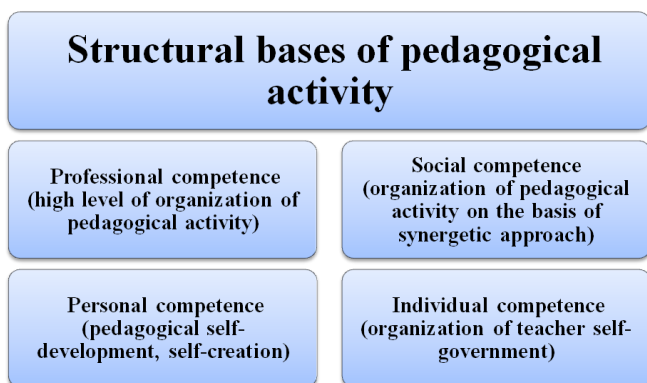 Structural bases of pedagogical
activity
Professional competence
(high level of organization of
pedagogical activity)
Social competence
(organization of pedagogical
activity on the basis of
synergetic approach)
Personal competence
(pedagogical self-
development, self-creation)
Individual competence
(organization of teacher self-
government)